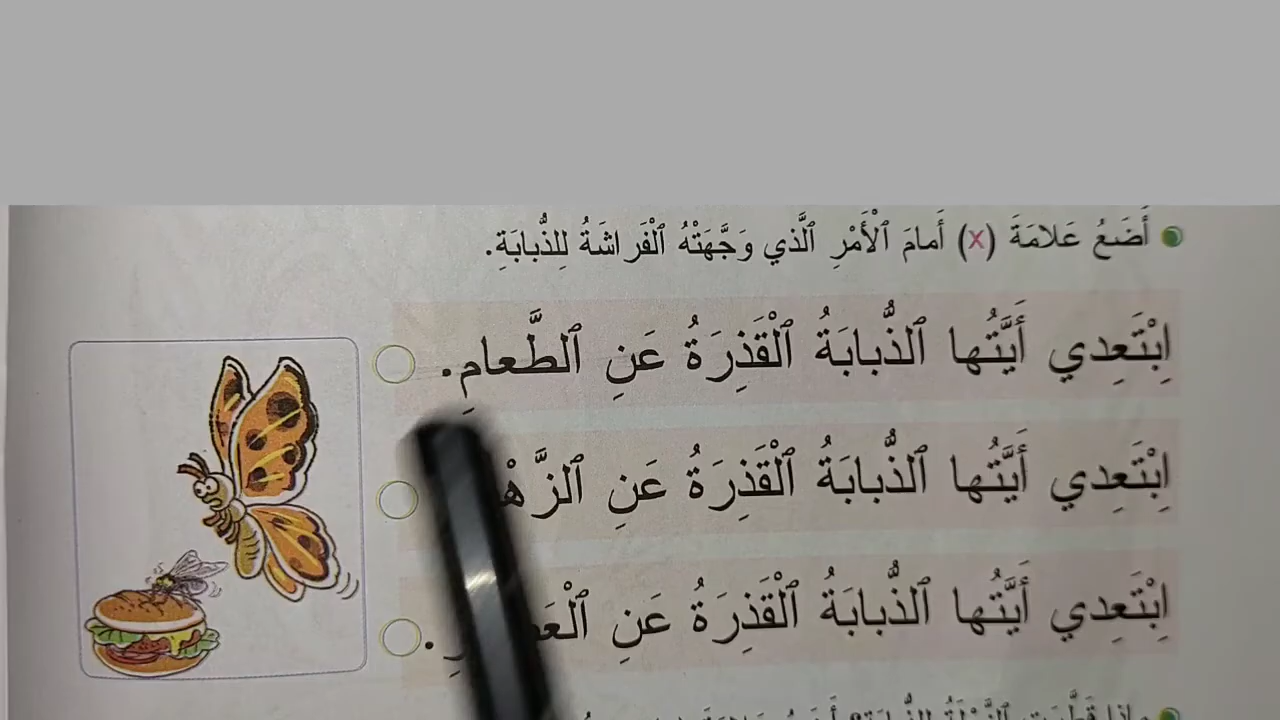 أَضَعُ عَلامَةَ (x) أَمامَ ٱلْأَمْرِ ٱلَّذي وَجَّهَتْهُ ٱلْفَراشَةُ لِلذُّبابَةِ.
اِبْتَعِدي أَيَّتُها ٱلذُّبابَةُ ٱلْقَذِرَةُ عَنِ ٱلطَّعامِ.
اِبْتَعِدي أَيَّتُها ٱلذُّبابَةُ ٱلْقَذِرَةُ عَنِ
اِبْتَعِدي أَيَّتُها ٱلذُّبابَةُ ٱلْقَذِرَةُ عَنِ